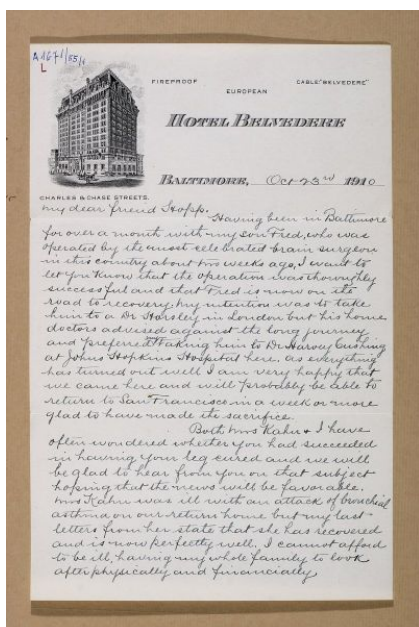 A 1671/55/1
L
FIREPROOF
EUROPEAN
CABLE "BELVEDERE"
HOTEL BELVEDERE
BALTIMORE, Oct 23rd 1910
CHARLES & CHASE STREETS.
My dear friend Hopp.
Having been in Baltimore
for over a month with my son Fred, who was
operated by the most celebrated brain surgeon
in this country about two weeks ago, I want to
let you know that the operation was thoroughly
successful and that Fred is now on the
road to recovery. My intention was to take
him to a Dr Horsley in London but his home
doctors advised against the long journey
and preferred taking him to Dr Harvey Cushing
at Johns Hopkins Hospital here. as everything
has turned out well I am very happy that
we came here and will probably be able to
return to San Francisco in a week or more
glad to have made the sacrifice.
Both Mrs Kahn & I have
often wondered whether you had succeeded
in having your leg cured and we will
be glad to hear from you on that subject
hoping that the news will be favorable.
Mrs Kahn was ill with an attack of bronchial
asthma on our return home but my last
letters from her state that she has recovered
and is now perfectly well. I cannot afford
to be ill, having my whole family to look
after physically and financially